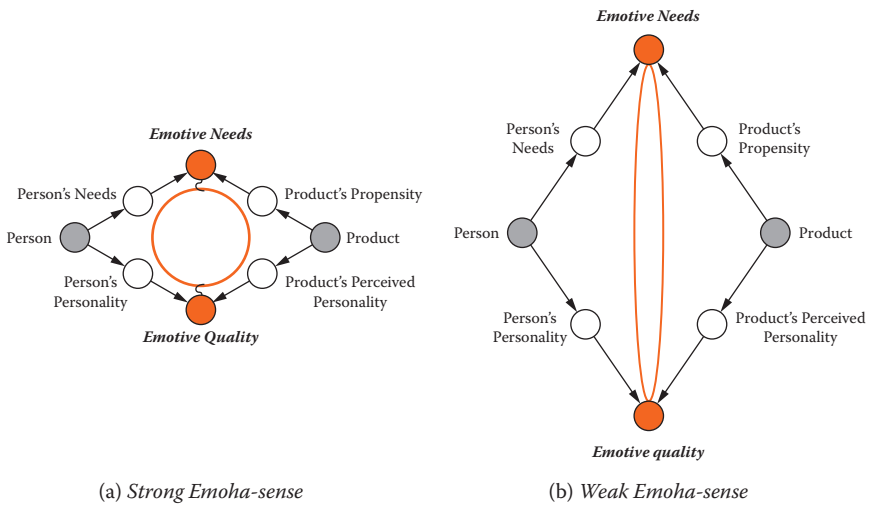 Emotive Needs
Person's Needs
Product's Propensity
Person
Product
Person's
Personality
Product's Perceived
Personality
Emotive Quality
(a) Strong Emoha-sense
Emotive Needs
Person's
Needs
Product's
Propensity
Person
Product
Person's
Personality
Product's Perceived
Personality
Emotive quality
(b) Weak Emoha-sense